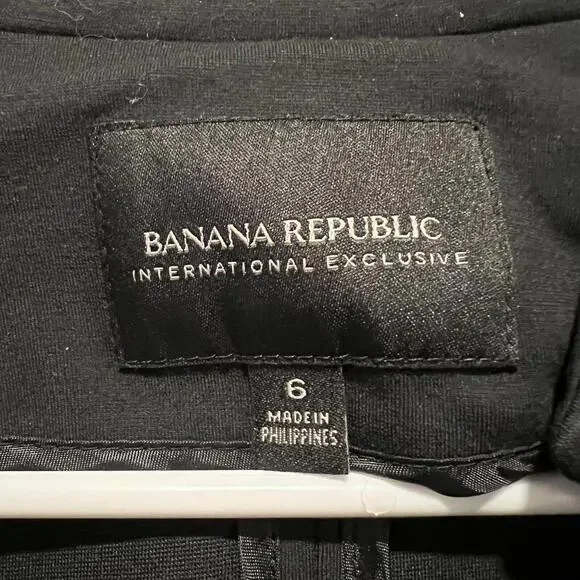 BANANA REPUBLIC
INTERNATIONAL EXCLUSIVE
6
MADE IN
PHILIPPINES